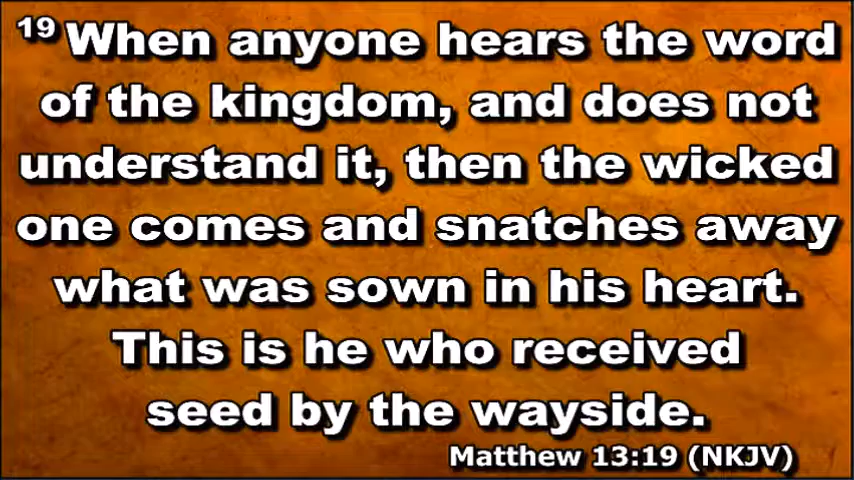 19 When anyone hears the word
of the kingdom, and does not
understand it, then the wicked
one comes and snatches away
what was sown in his heart.
This is he who received
seed by the wayside.
Matthew 13:19 (NKJV)